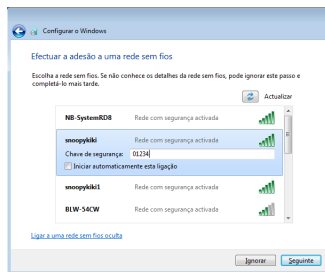 Configurar o Windows
Efectuar a adesão a uma rede sem fios
Escolha a rede sem fios. Se não conhece os detalhes da rede sem fios, pode ignorar este passo e
completá-lo mais tarde.
Actualizar
NB-SystemRD8 Rede com segurança activada
snoopykiki Rede com segurança activada
Chave de segurança: 01234
Iniciar automaticamente esta ligação
snoopykiki1 Rede com segurança activada
BLW-54CW Rede com segurança activada
Ligar a uma rede sem fios oculta
Ignorar Seguinte